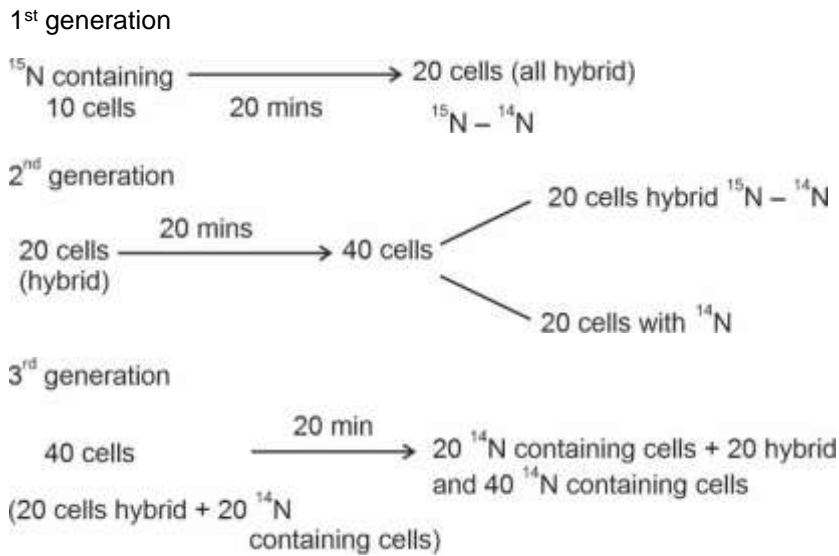 1st generation
15N containing
10 cells
20 mins
20 cells (all hybrid)
15N – 14N
2nd generation
20 cells
(hybrid)
20 mins
40 cells
20 cells hybrid 15N – 14N
20 cells with 14N
3rd generation
40 cells
20 min
20 14N containing cells + 20 hybrid
and 40 14N containing cells
(20 cells hybrid + 20 14N
containing cells)